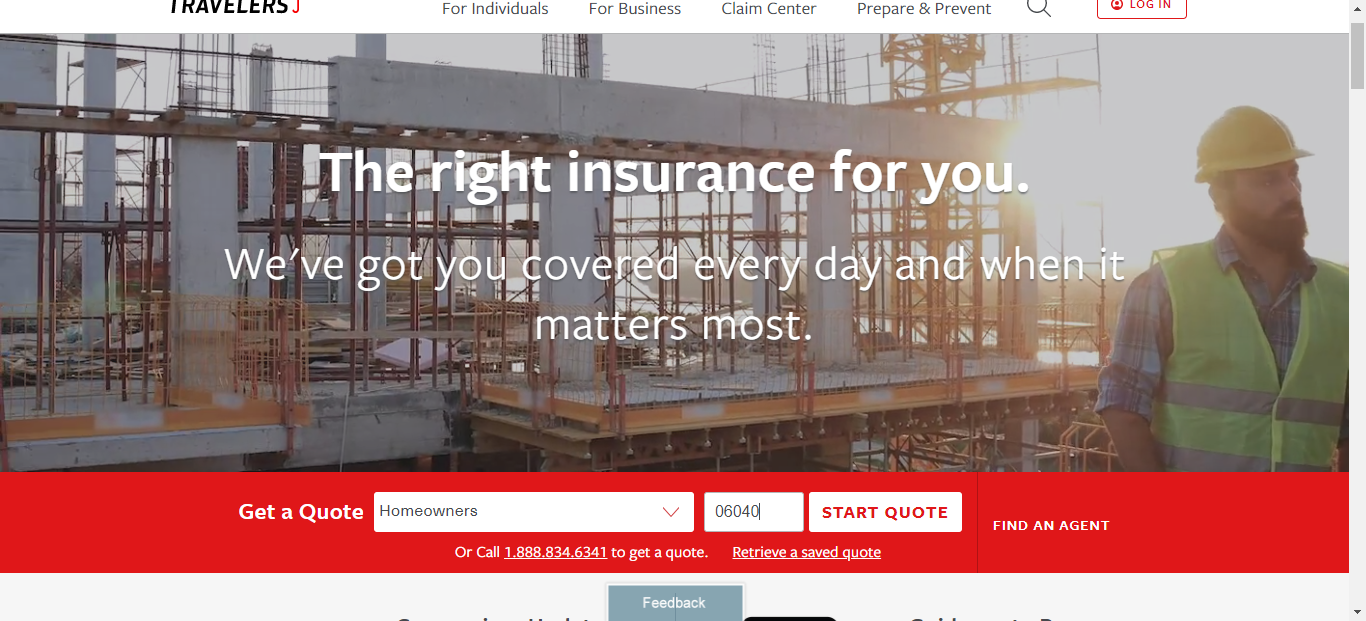 TRAVELERS
For Individuals For Business Claim Center Prepare & Prevent LOG IN
The right insurance for you.
We've got you covered every day and when it
matters most.
Get a Quote Homeowners 06040 START QUOTE FIND AN AGENT
Or Call 1.888.834.6341 to get a quote. Retrieve a saved quote
Feedback